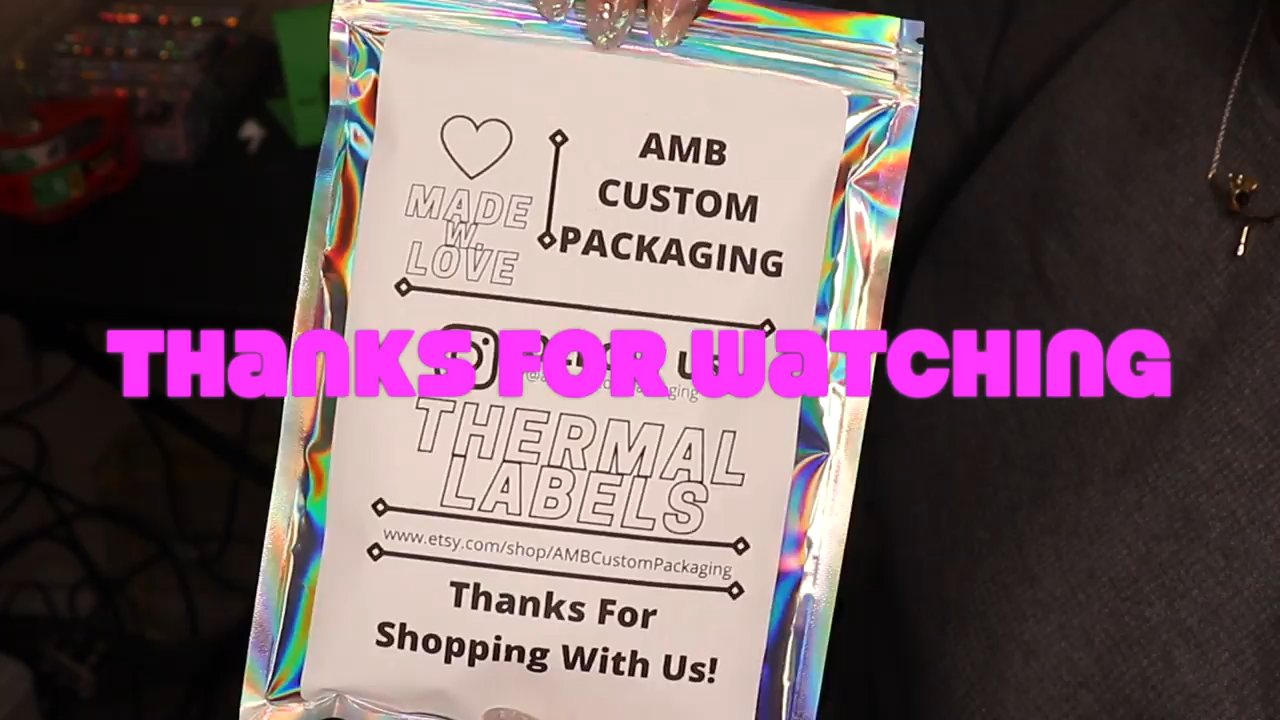 MADE
W.
LOVE
AMB
CUSTOM
PACKAGING
THANKS FOR WATCHING
THERMAL
LABELS
www.etsy.com/shop/AMBCustomPackaging
Thanks For
Shopping With Us!